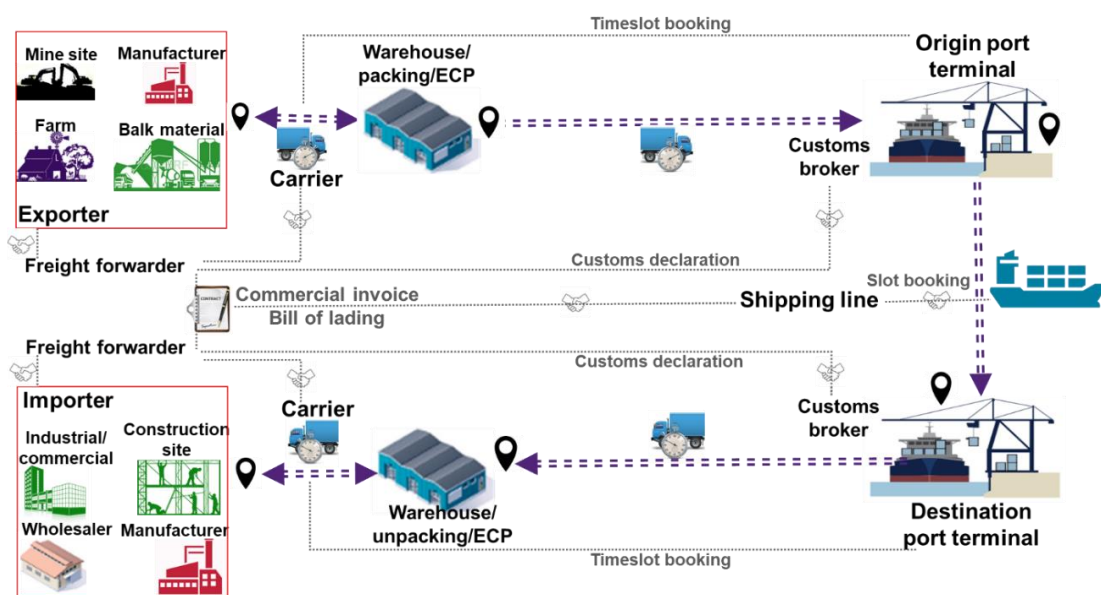 Timeslot booking
Mine site
Manufacturer
Warehouse/
packing/ECP
Origin port
terminal
Farm
Balk material
Carrier
Customs
broker
Exporter
Freight forwarder
Customs declaration
Slot booking
CONTRACT
Commercial invoice
Bill of lading
Shipping line
Freight forwarder
Customs declaration
Importer
Carrier
Customs
broker
Industrial/
commercial
Construction
site
Wholesaler
Manufacturer
Warehouse/
unpacking/ECP
Destination
port terminal
Timeslot booking